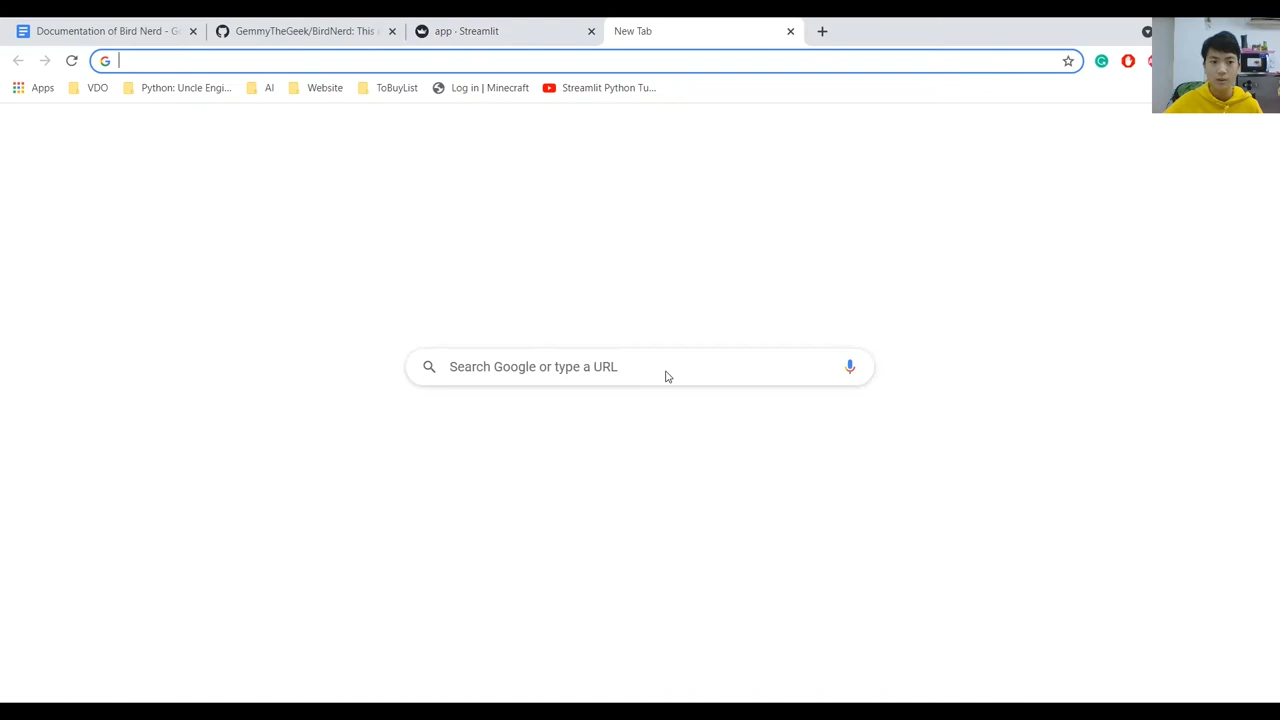 Documentation of Bird Nerd - G
GemmyTheGeek/BirdNerd: This
app · Streamlit
New Tab
Apps
VDO
Python: Uncle Engi...
AI
Website
ToBuyList
Log in | Minecraft
Streamlit Python Tu...
Search Google or type a URL